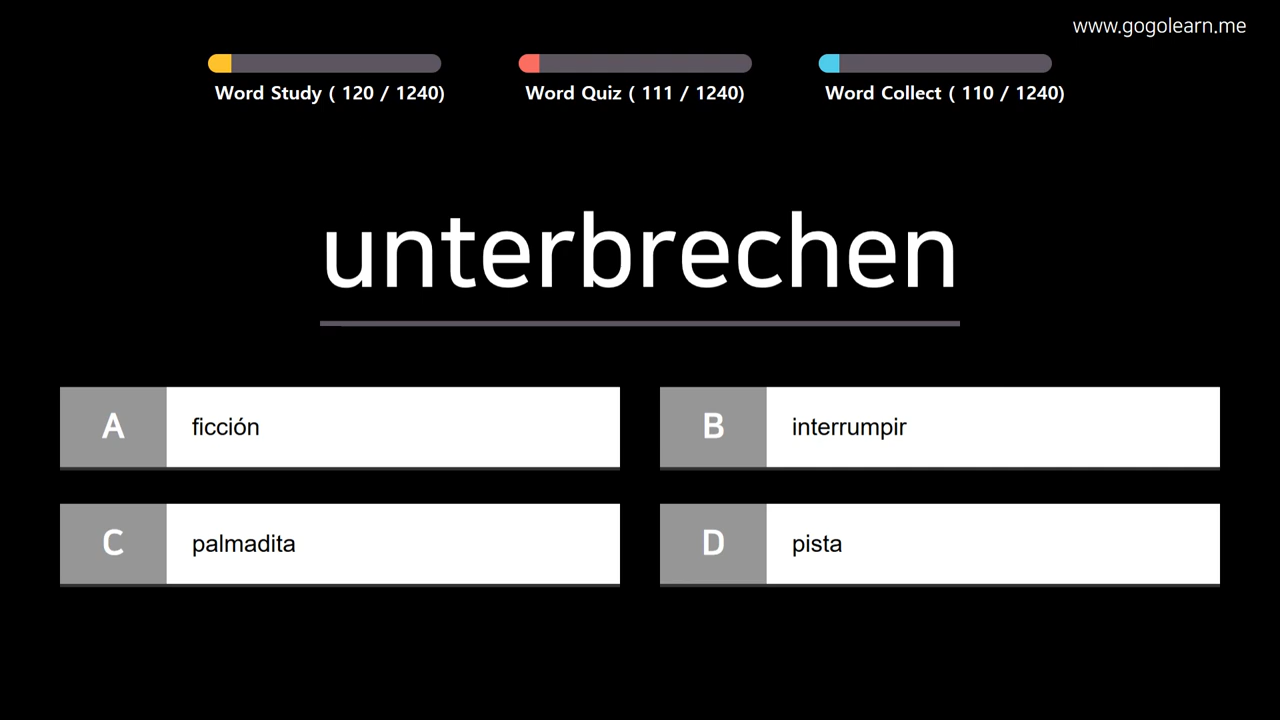 www.gogolearn.me
Word Study ( 120 / 1240)
Word Quiz ( 111 / 1240)
Word Collect ( 110 / 1240)
unterbrechen
A
ficción
B
interrumpir
C
palmadita
D
pista